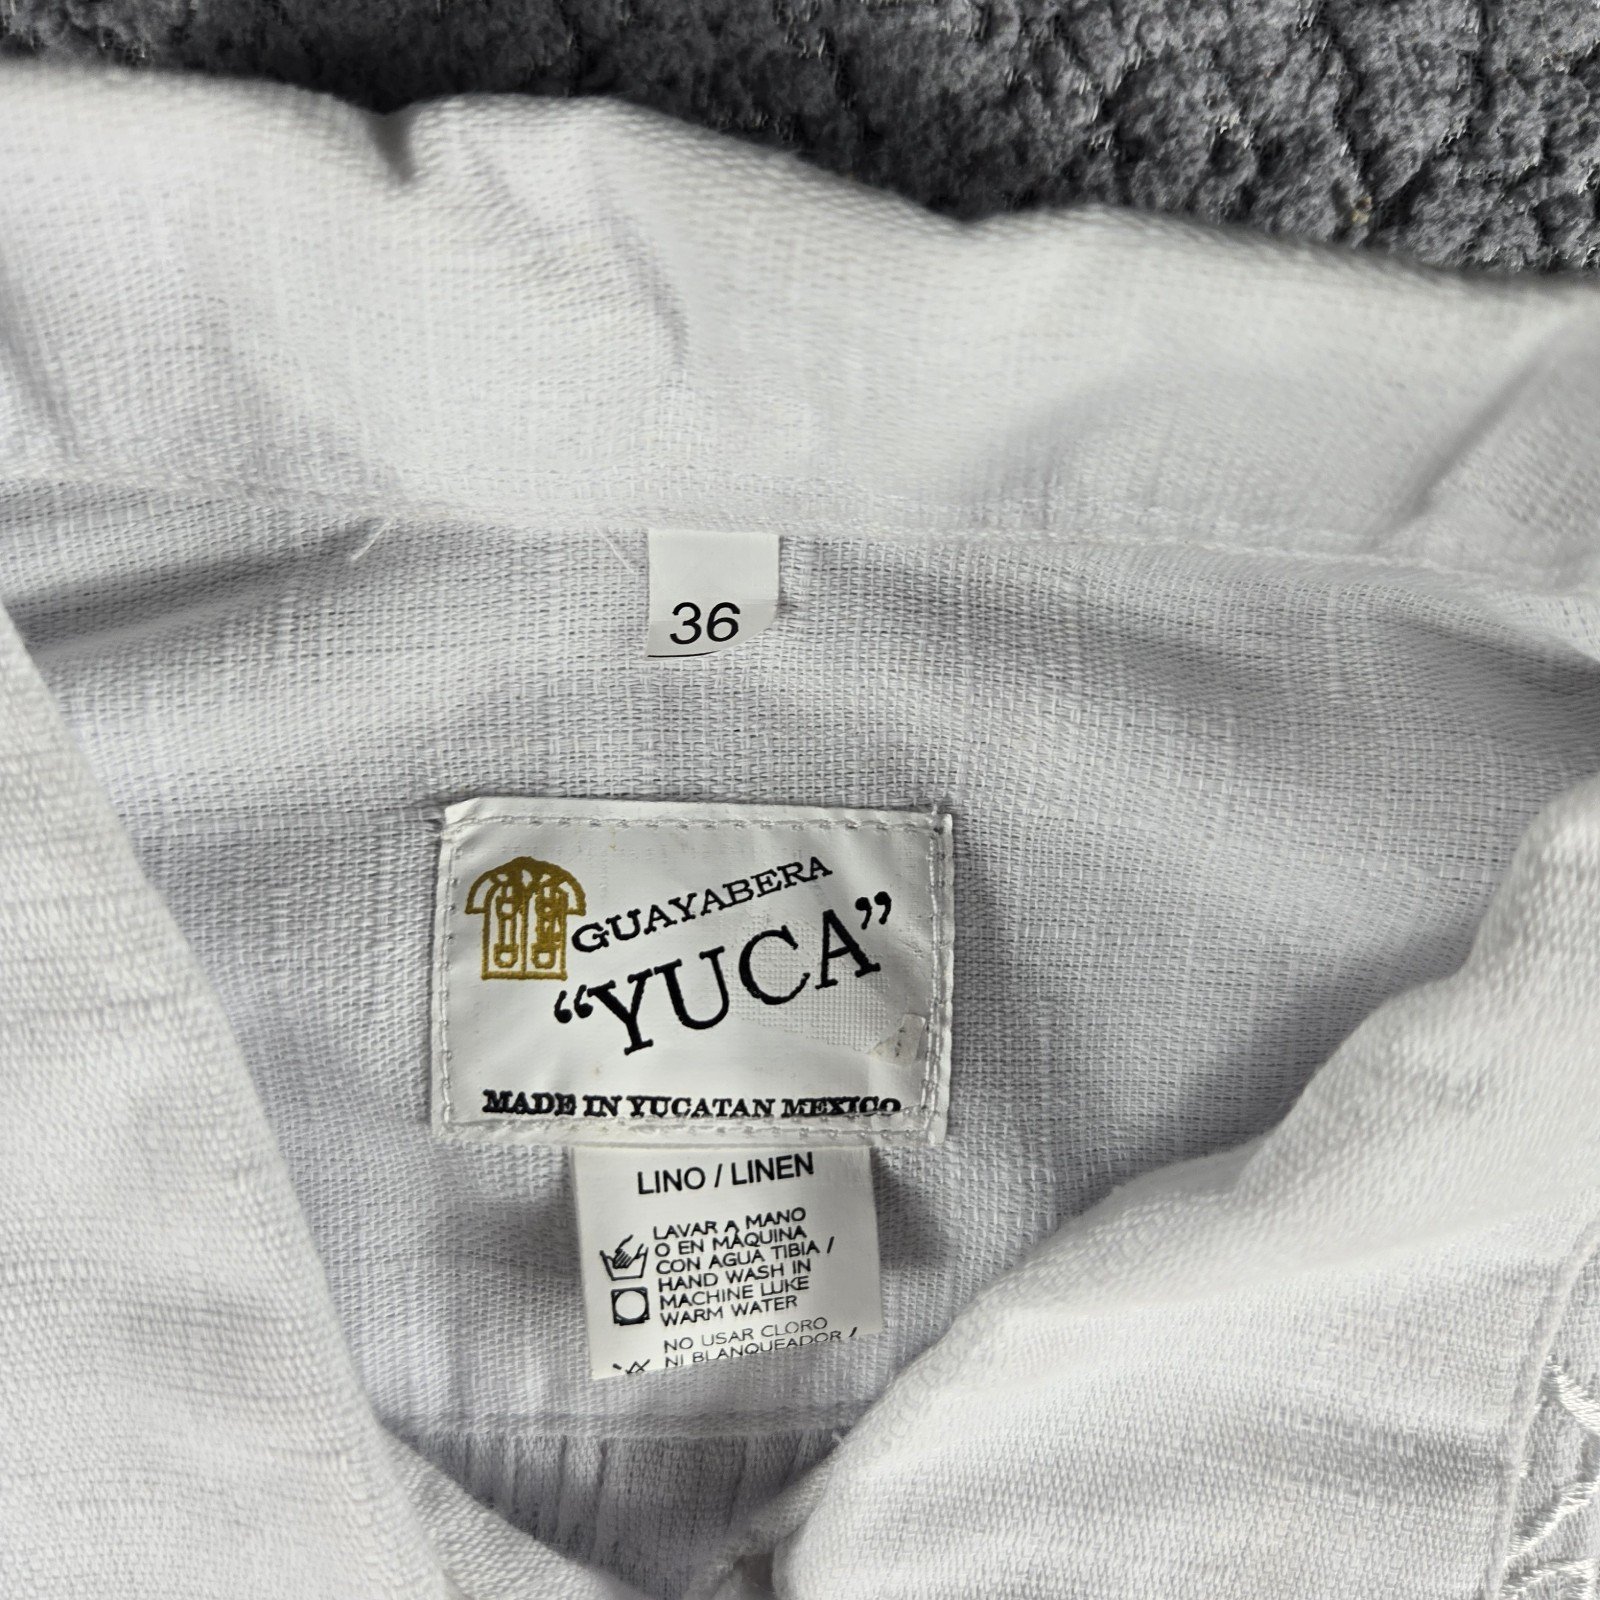 36
GUAYABERA
“YUCA”
MADE IN YUCATAN MEXICO
LINO / LINEN
LAVAR A MANO
O EN MÁQUINA
CON AGUA TIBIA /
HAND WASH IN
MACHINE LUKE
WARM WATER
NO USAR CLORO
NI BLANQUEADOR /